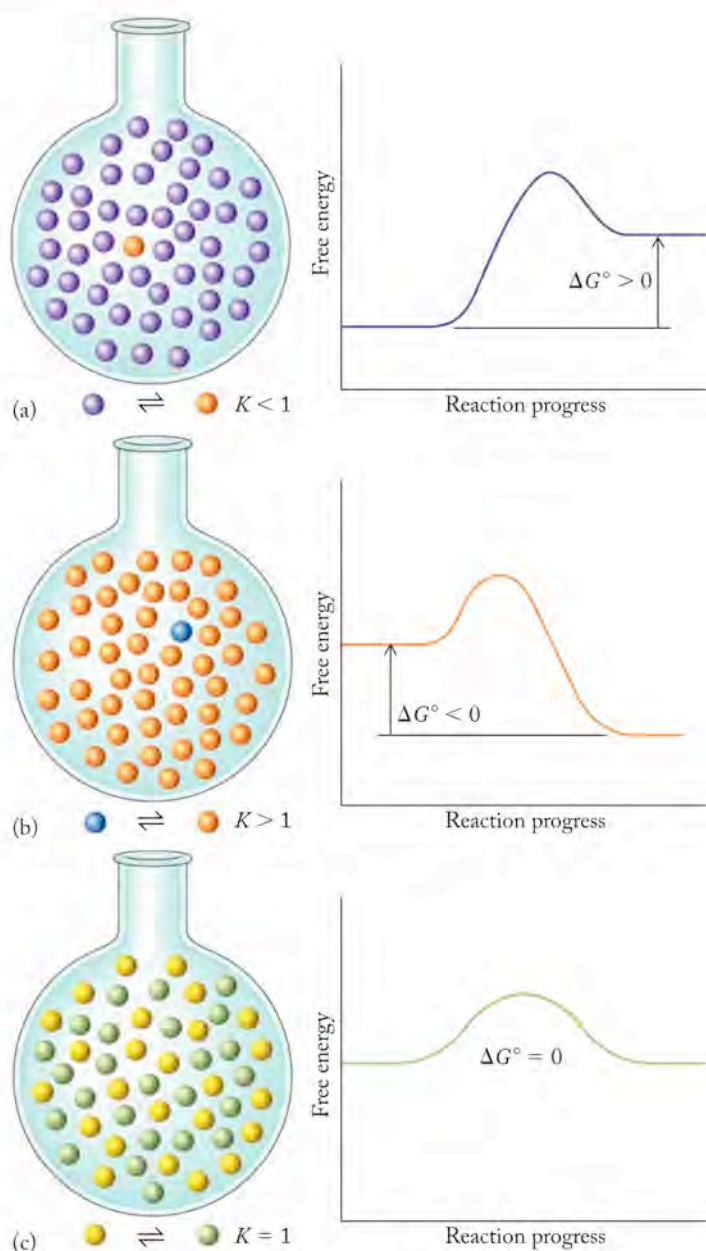 Free energy
ΔG° > 0
(a) ⇌ K < 1
Reaction progress
Free energy
ΔG° < 0
(b) ⇌ K > 1
Reaction progress
Free energy
ΔG° = 0
(c) ⇌ K = 1
Reaction progress